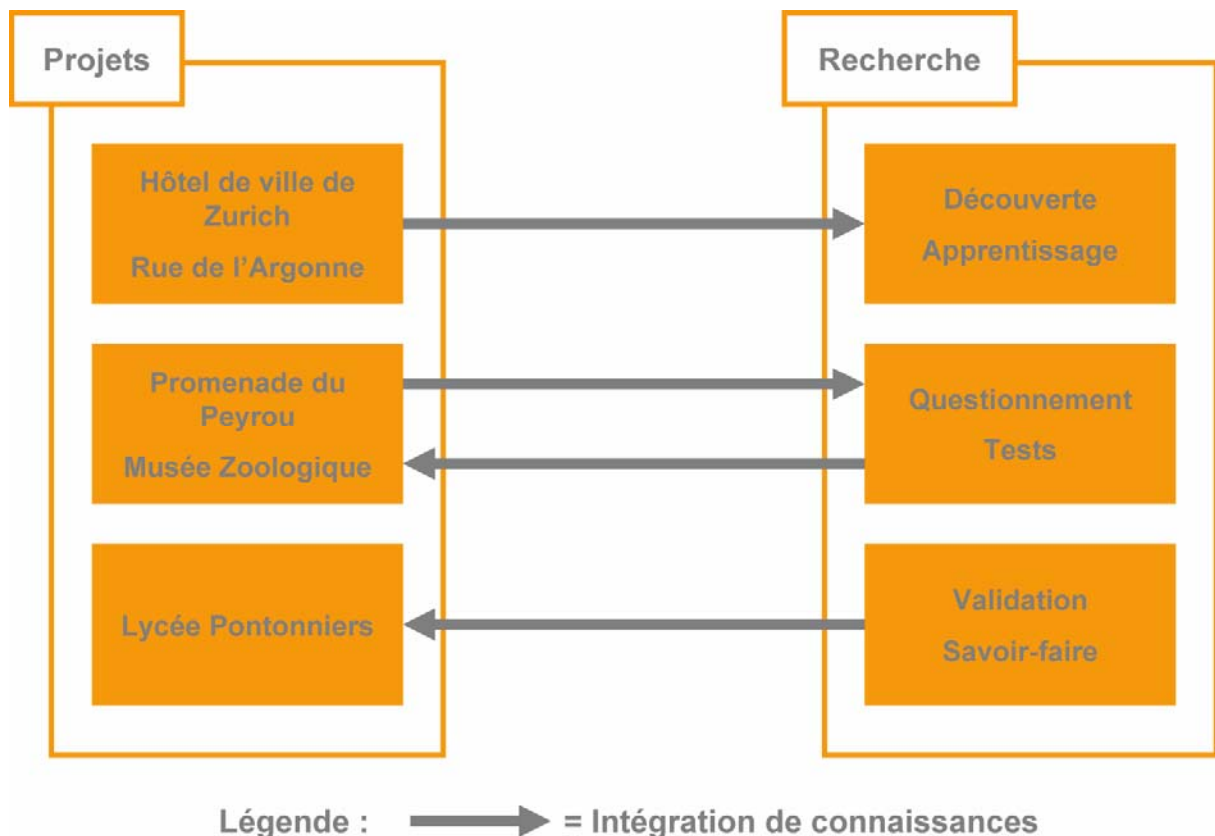 Projets
Recherche
Hôtel de ville de
Zurich
Rue de l'Argonne
Découverte
Apprentissage
Promenade du
Peyrou
Musée Zoologique
Questionnement
Tests
Lycée Pontonniers
Validation
Savoir-faire
Légende : = Intégration de connaissances